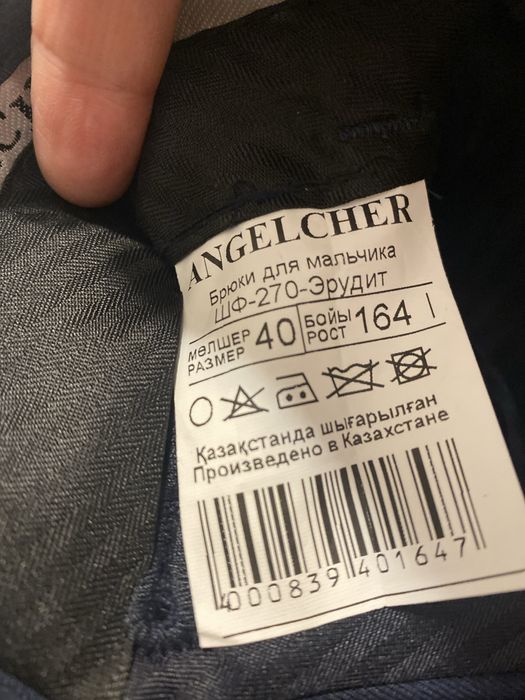 ANGELCHER
Брюки для мальчика
ШФ-270-Эрудит
МӨЛШЕР РАЗМЕР 40 БОЙЫ РОСТ 164
Қазақстанда шығарылған
Произведено в Казахстане
4000839401647